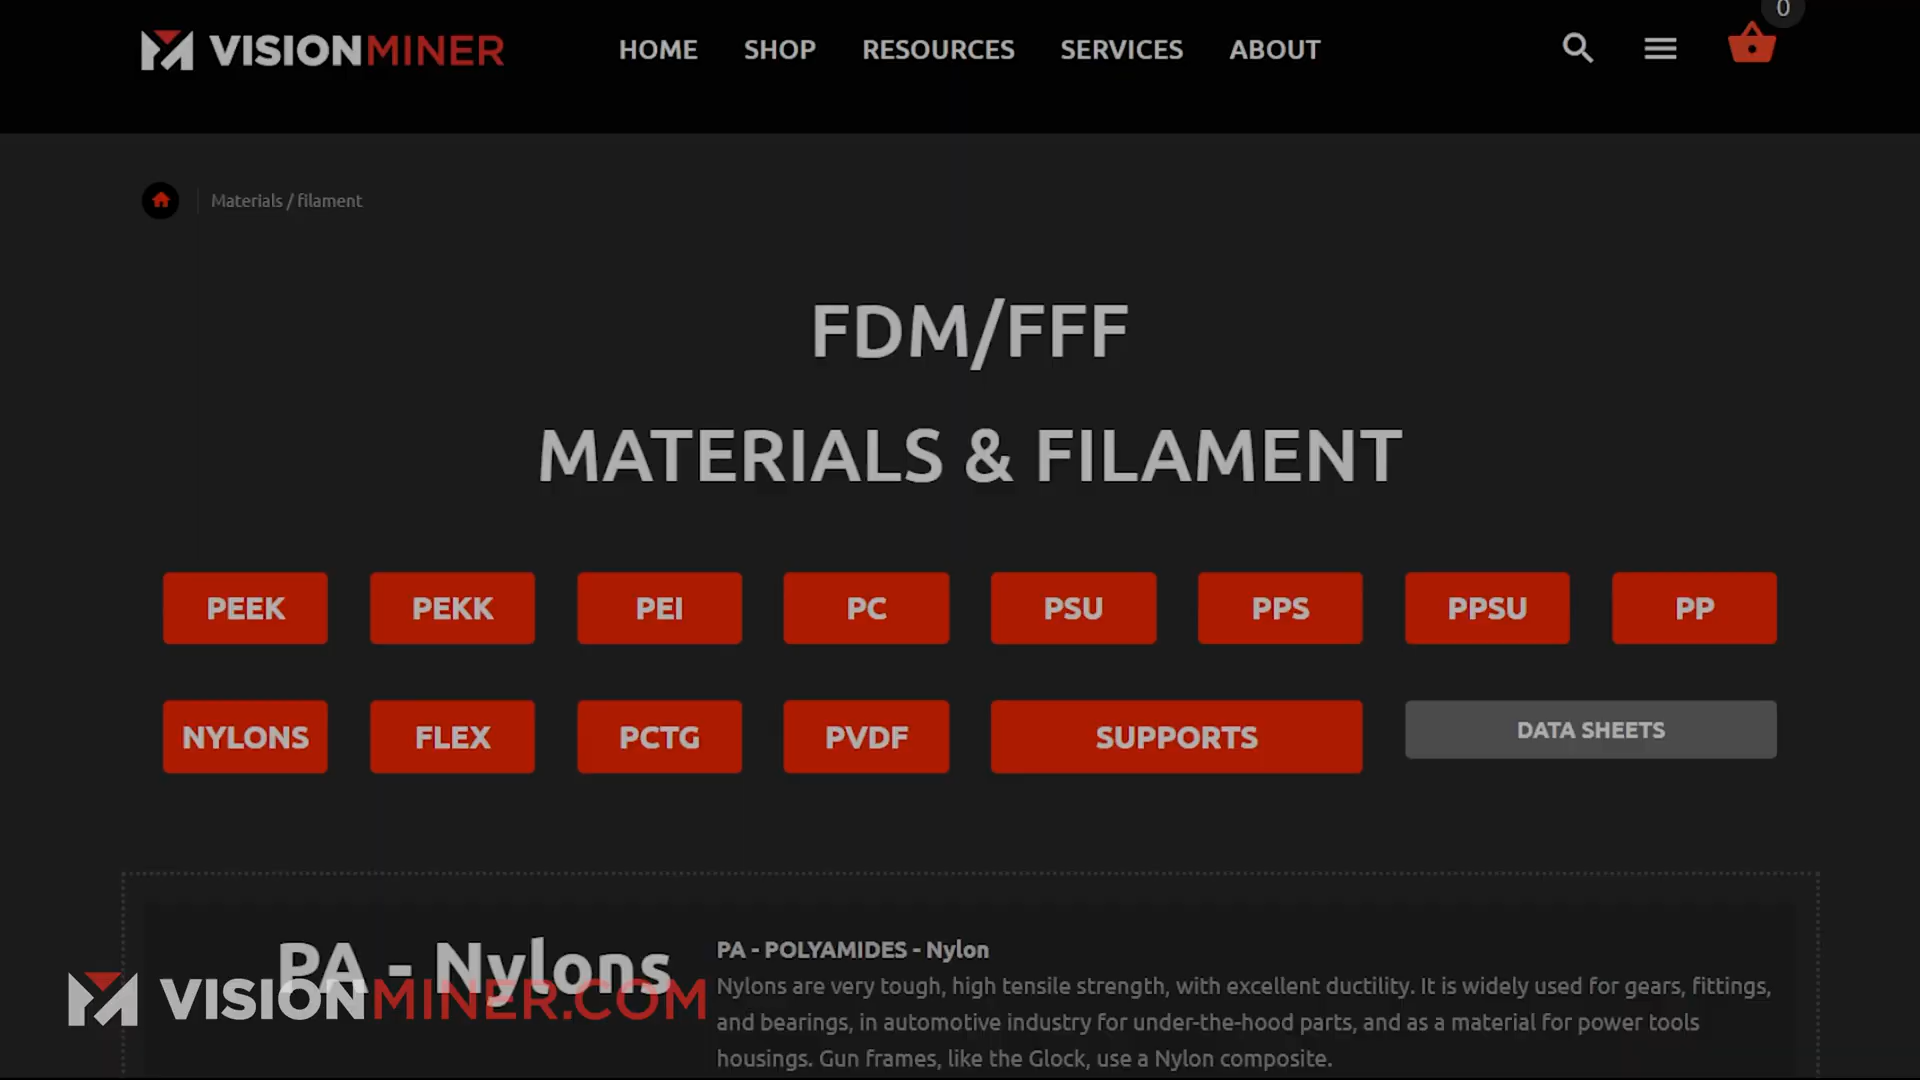 0
VISIONMINER
HOME SHOP RESOURCES SERVICES ABOUT
Materials / filament
FDM/FFF
MATERIALS & FILAMENT
PEEK PEKK PEI PC PSU PPS PPSU PP
NYLONS FLEX PCTG PVDF SUPPORTS DATA SHEETS
PA - Nylons
PA - POLYAMIDES - Nylon
Nylons are very tough, high tensile strength, with excellent ductility. It is widely used for gears, fittings,
and bearings, in automotive industry for under-the-hood parts, and as a material for power tools
housings. Gun frames, like the Glock, use a Nylon composite.
VISIONMINER.COM